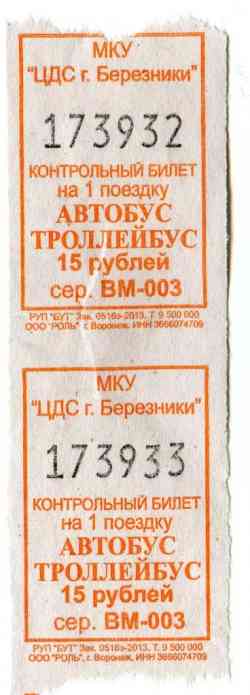 МКУ
"ЦДС г. Березники"
173932
КОНТРОЛЬНЫЙ БИЛЕТ
на 1 поездку
АВТОБУС
ТРОЛЛЕЙБУС
15 рублей
сер. ВМ-003
РУП "БУТ" Зак. 0516з-2013. Т. 9 500 000
ООО "РОЛЬ", г. Воронеж, ИНН 3666074709
МКУ
"ЦДС г. Березники"
173933
КОНТРОЛЬНЫЙ БИЛЕТ
на 1 поездку
АВТОБУС
ТРОЛЛЕЙБУС
15 рублей
сер. ВМ-003
РУП "БУТ" Зак. 0516з-2013. Т. 9 500 000
ООО "РОЛЬ", г. Воронеж, ИНН 3666074709